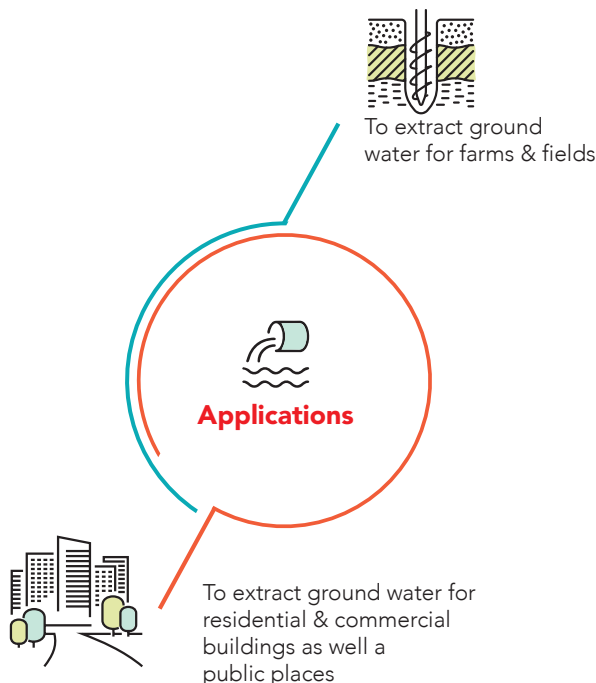 To extract ground
water for farms & fields
Applications
To extract ground water for
residential & commercial
buildings as well a
public places